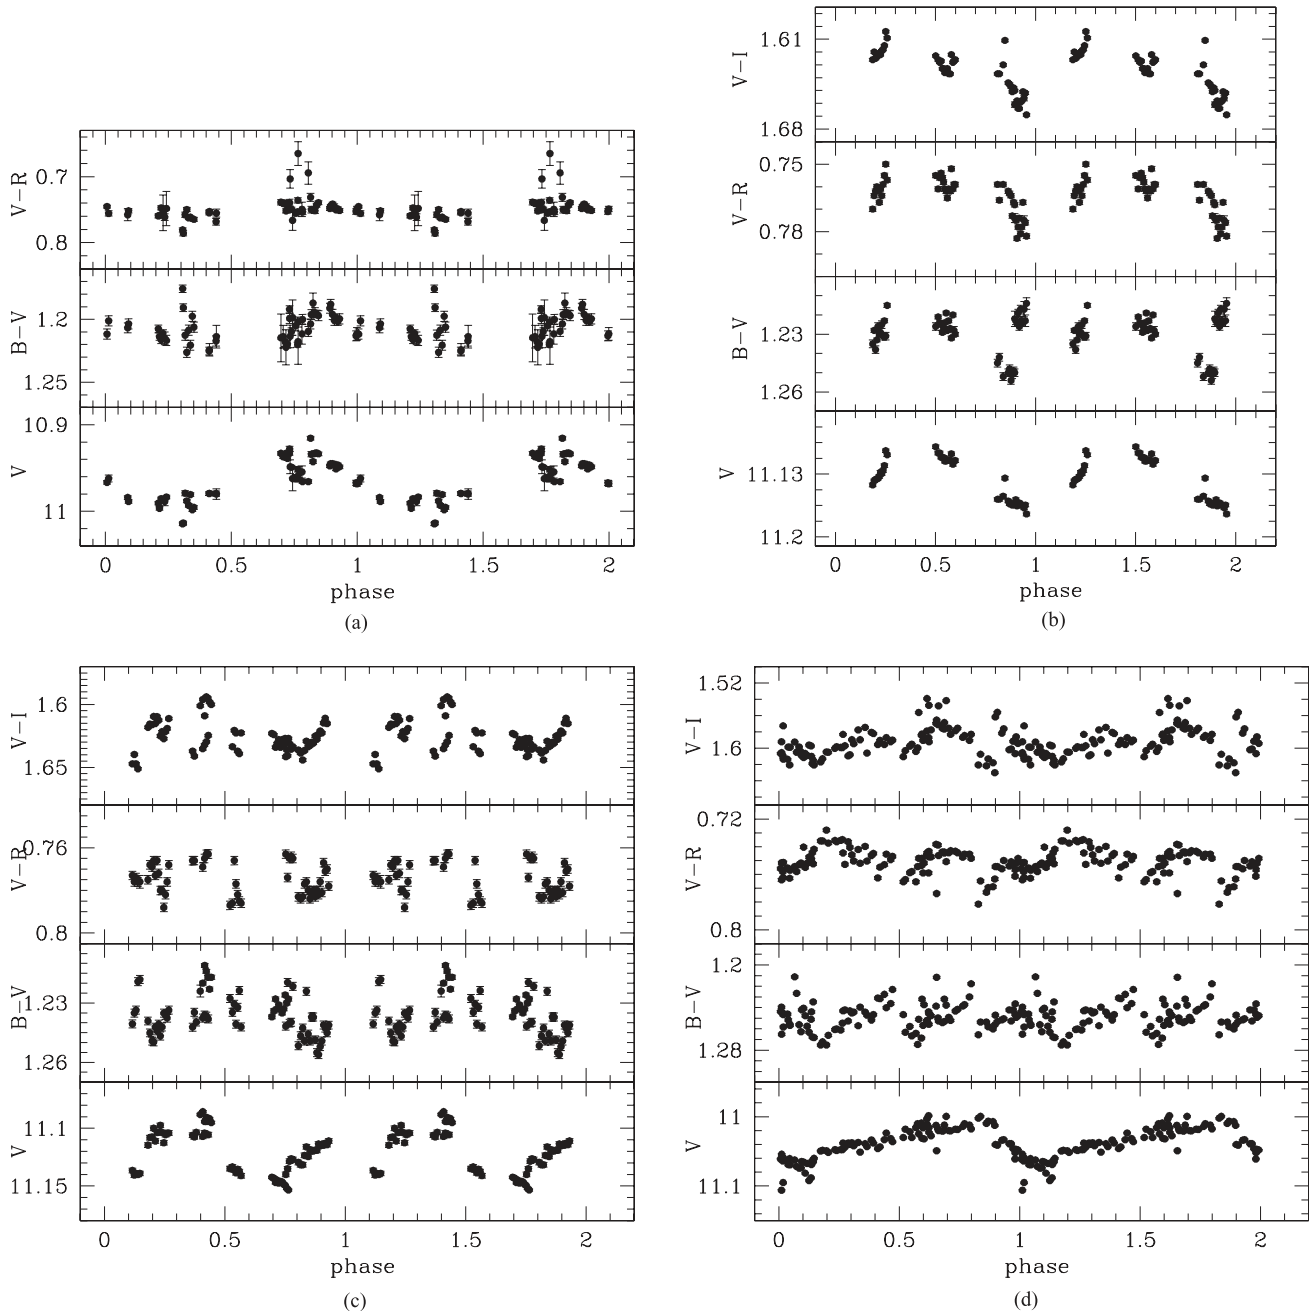 V−R
0.7
0.8
B−V
1.2
1.25
V
10.9
11
0 0.5 1 1.5 2
phase
(a)
V−I
1.61
1.68
V−R
0.75
0.78
B−V
1.23
1.26
V
11.13
11.2
0 0.5 1 1.5 2
phase
(b)
V−I
1.6
1.65
V−R
0.76
0.8
B−V
1.23
1.26
V
11.1
11.15
0 0.5 1 1.5 2
phase
(c)
V−I
1.52
1.6
V−R
0.72
0.8
B−V
1.2
1.28
V
11
11.1
0 0.5 1 1.5 2
phase
(d)